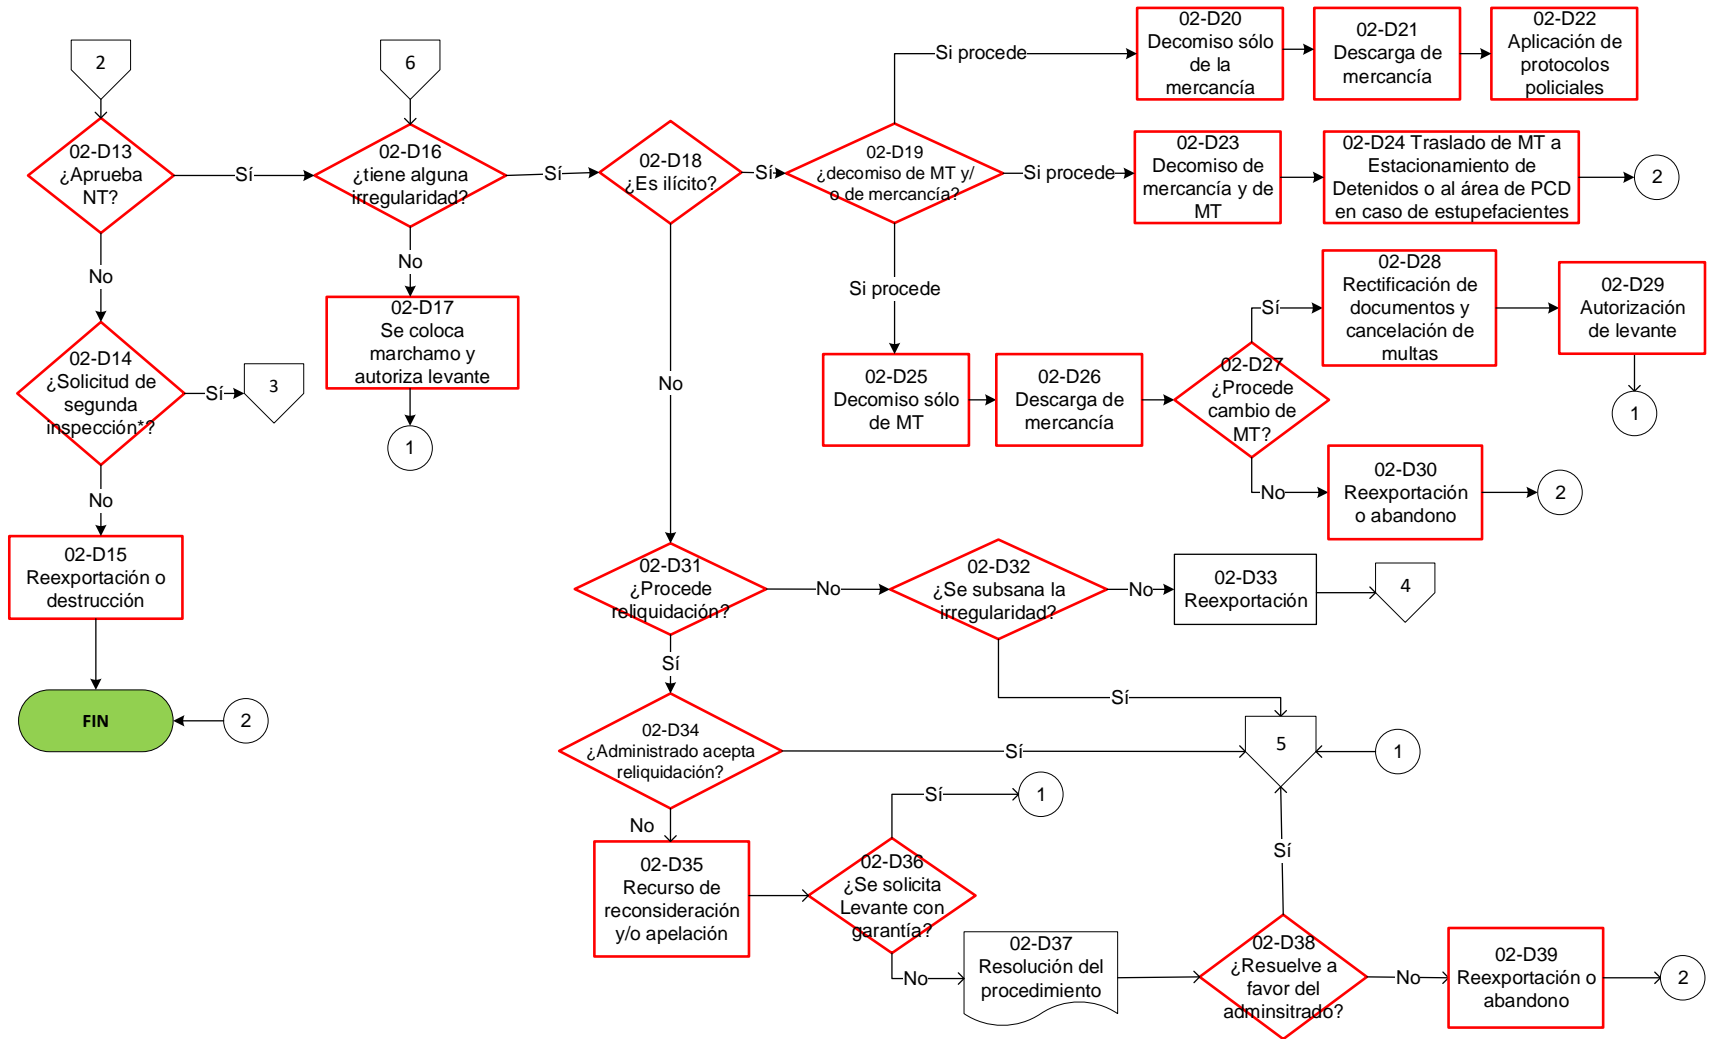 2
02-D13
¿Aprueba
NT?
Sí
No
02-D14
¿Solicitud de
segunda
inspección*?
Sí
3
No
02-D15
Reexportación o
destrucción
FIN
2
6
02-D16
¿tiene alguna
irregularidad?
Sí
No
02-D17
Se coloca
marchamo y
autoriza levante
1
02-D18
¿Es ilícito?
Sí
No
02-D19
¿decomiso de MT y/
o de mercancía?
Si procede
02-D20
Decomiso sólo
de la
mercancía
02-D21
Descarga de
mercancía
02-D22
Aplicación de
protocolos
policiales
Si procede
02-D23
Decomiso de
mercancía y de
MT
02-D24 Traslado de MT a
Estacionamiento de
Detenidos o al área de PCD
en caso de estupefacientes
2
Si procede
02-D25
Decomiso sólo
de MT
02-D26
Descarga de
mercancía
02-D27
¿Procede
cambio de
MT?
Sí
02-D28
Rectificación de
documentos y
cancelación de
multas
02-D29
Autorización
de levante
1
No
02-D30
Reexportación
o abandono
2
02-D31
¿Procede
reliquidación?
No
02-D32
¿Se subsana la
irregularidad?
No
02-D33
Reexportación
4
Sí
Sí
02-D34
¿Administrado acepta
reliquidación?
Sí
5
1
No
02-D35
Recurso de
reconsideración
y/o apelación
02-D36
¿Se solicita
Levante con
garantía?
Sí
1
No
02-D37
Resolución del
procedimiento
02-D38
¿Resuelve a
favor del
adminsitrado?
Sí
No
02-D39
Reexportación o
abandono
2